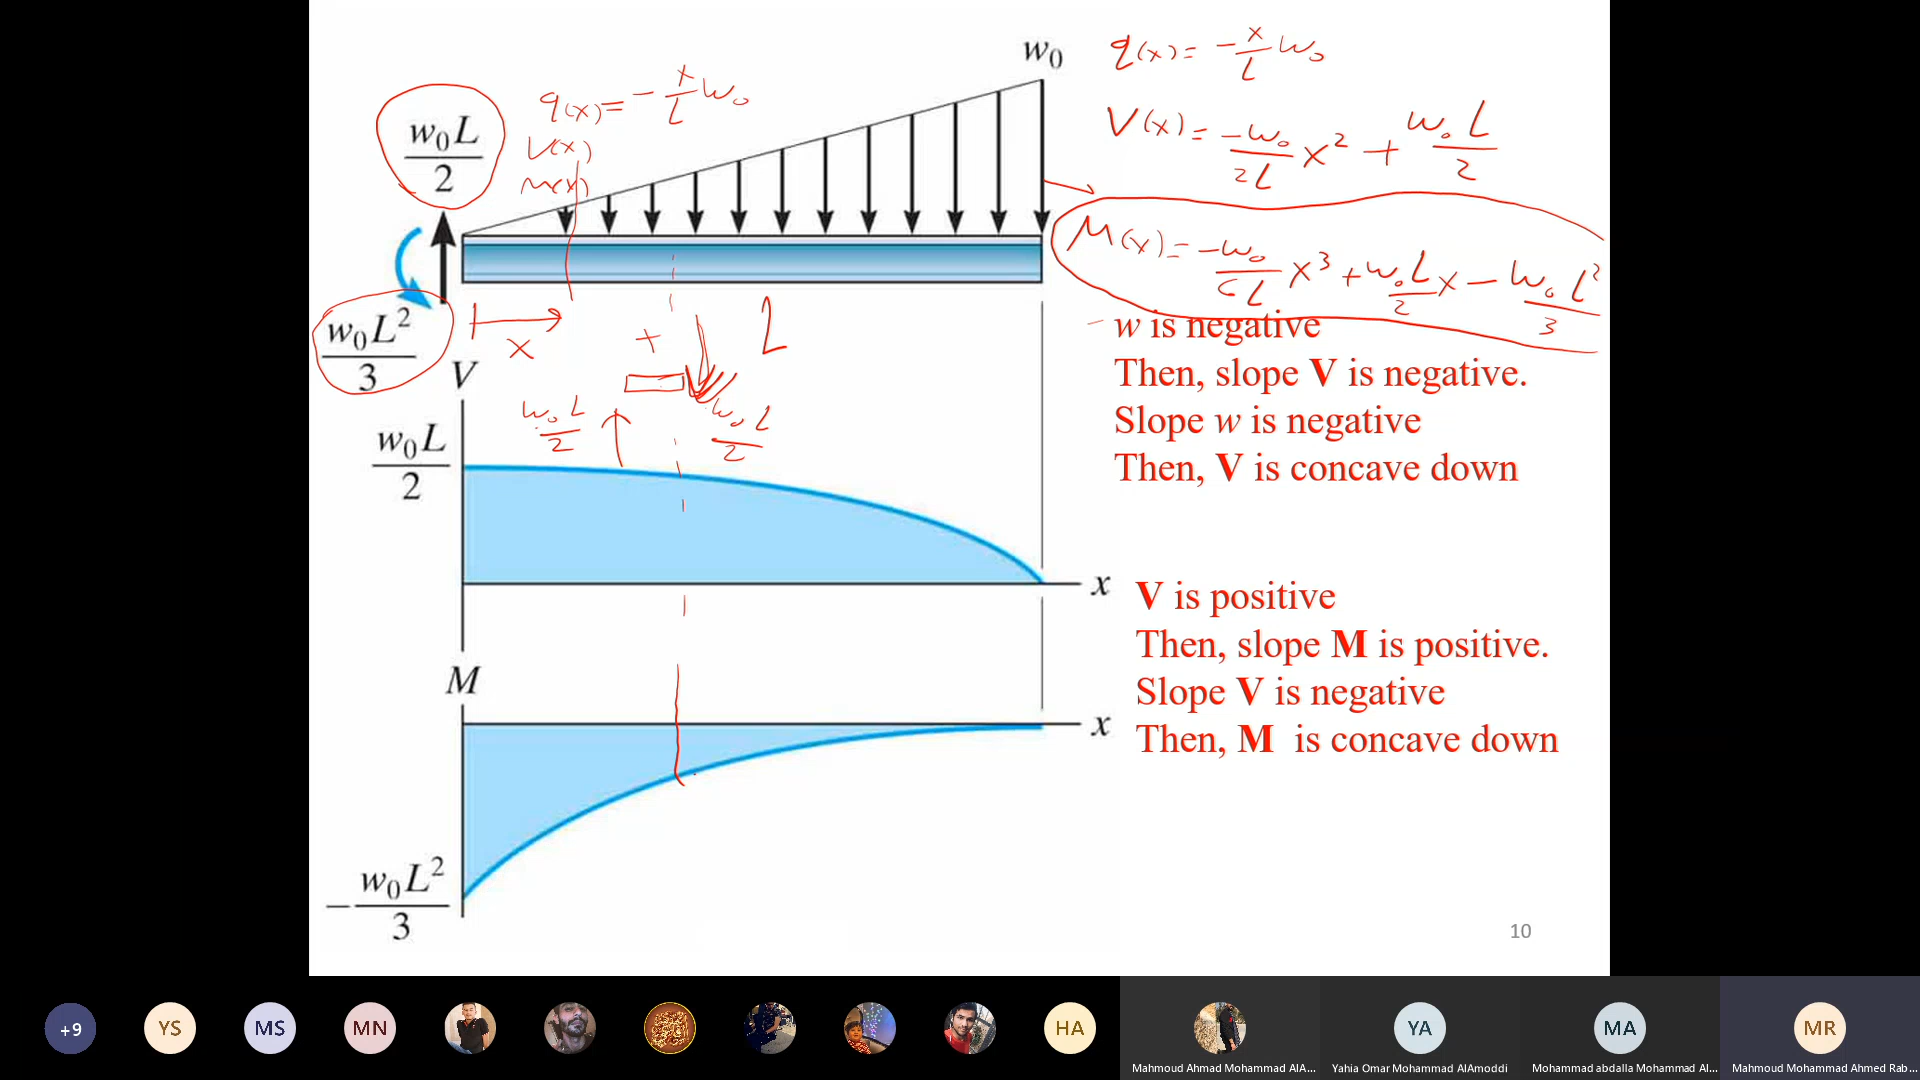 w₀
q(x) = -x/L w₀
q(x) = -x/L w₀
w₀L/2
V(x)
M(x)
V(x) = -w₀/2L x² + w₀L/2
M(x) = -w₀/6L x³ + w₀L/2 x - w₀L²/3
w₀L²/3
x
+
L
w is negative
Then, slope V is negative.
Slope w is negative
Then, V is concave down
V
w₀L/2
w₀L/2
w₀L/2
x
V is positive
Then, slope M is positive.
Slope V is negative
Then, M is concave down
M
x
-w₀L²/3
10
+9
YS
MS
MN
HA
YA
MA
MR
Mahmoud Ahmad Mohammad AlA...
Yahia Omar Mohammad AlAmoddi
Mohammad abdalla Mohammad Al...
Mahmoud Mohammad Ahmed Rab...